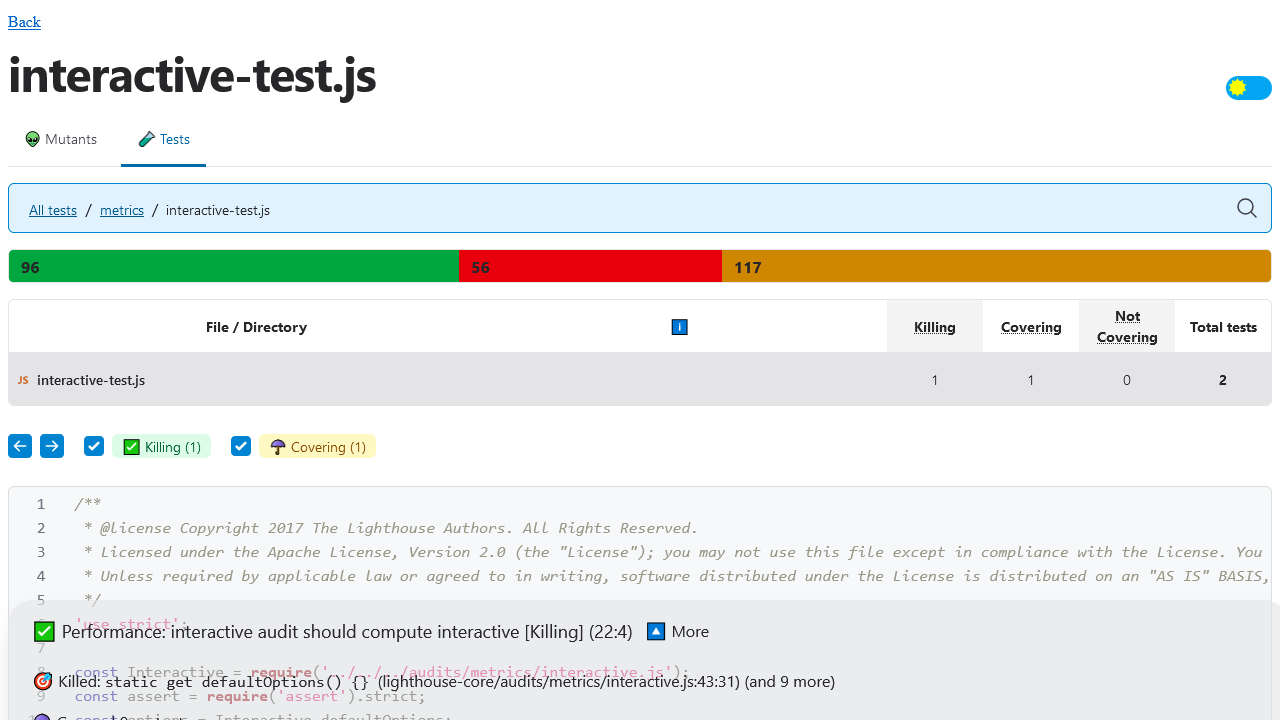 Back
interactive-test.js
👽 Mutants
🧪 Tests
All tests / metrics / interactive-test.js
96 56 117
File / Directory ℹ Killing Covering Not Covering Total tests
JS interactive-test.js 1 1 0 2
✅ Killing (1) ☂ Covering (1)
1 /**
2 * @license Copyright 2017 The Lighthouse Authors. All Rights Reserved.
3 * Licensed under the Apache License, Version 2.0 (the "License"); you may not use this file except in compliance with the License. You
4 * Unless required by applicable law or agreed to in writing, software distributed under the License is distributed on an "AS IS" BASIS,
5 */
6 'use strict';
✅ Performance: interactive audit should compute interactive [Killing] (22:4) 🔼 More
7
8 const Interactive = require('../../../audits/metrics/interactive.js');
🎯 Killed: static get defaultOptions() {} (lighthouse-core/audits/metrics/interactive.js:43:31) (and 9 more)
9 const assert = require('assert').strict;
const options = Interactive.defaultOptions;